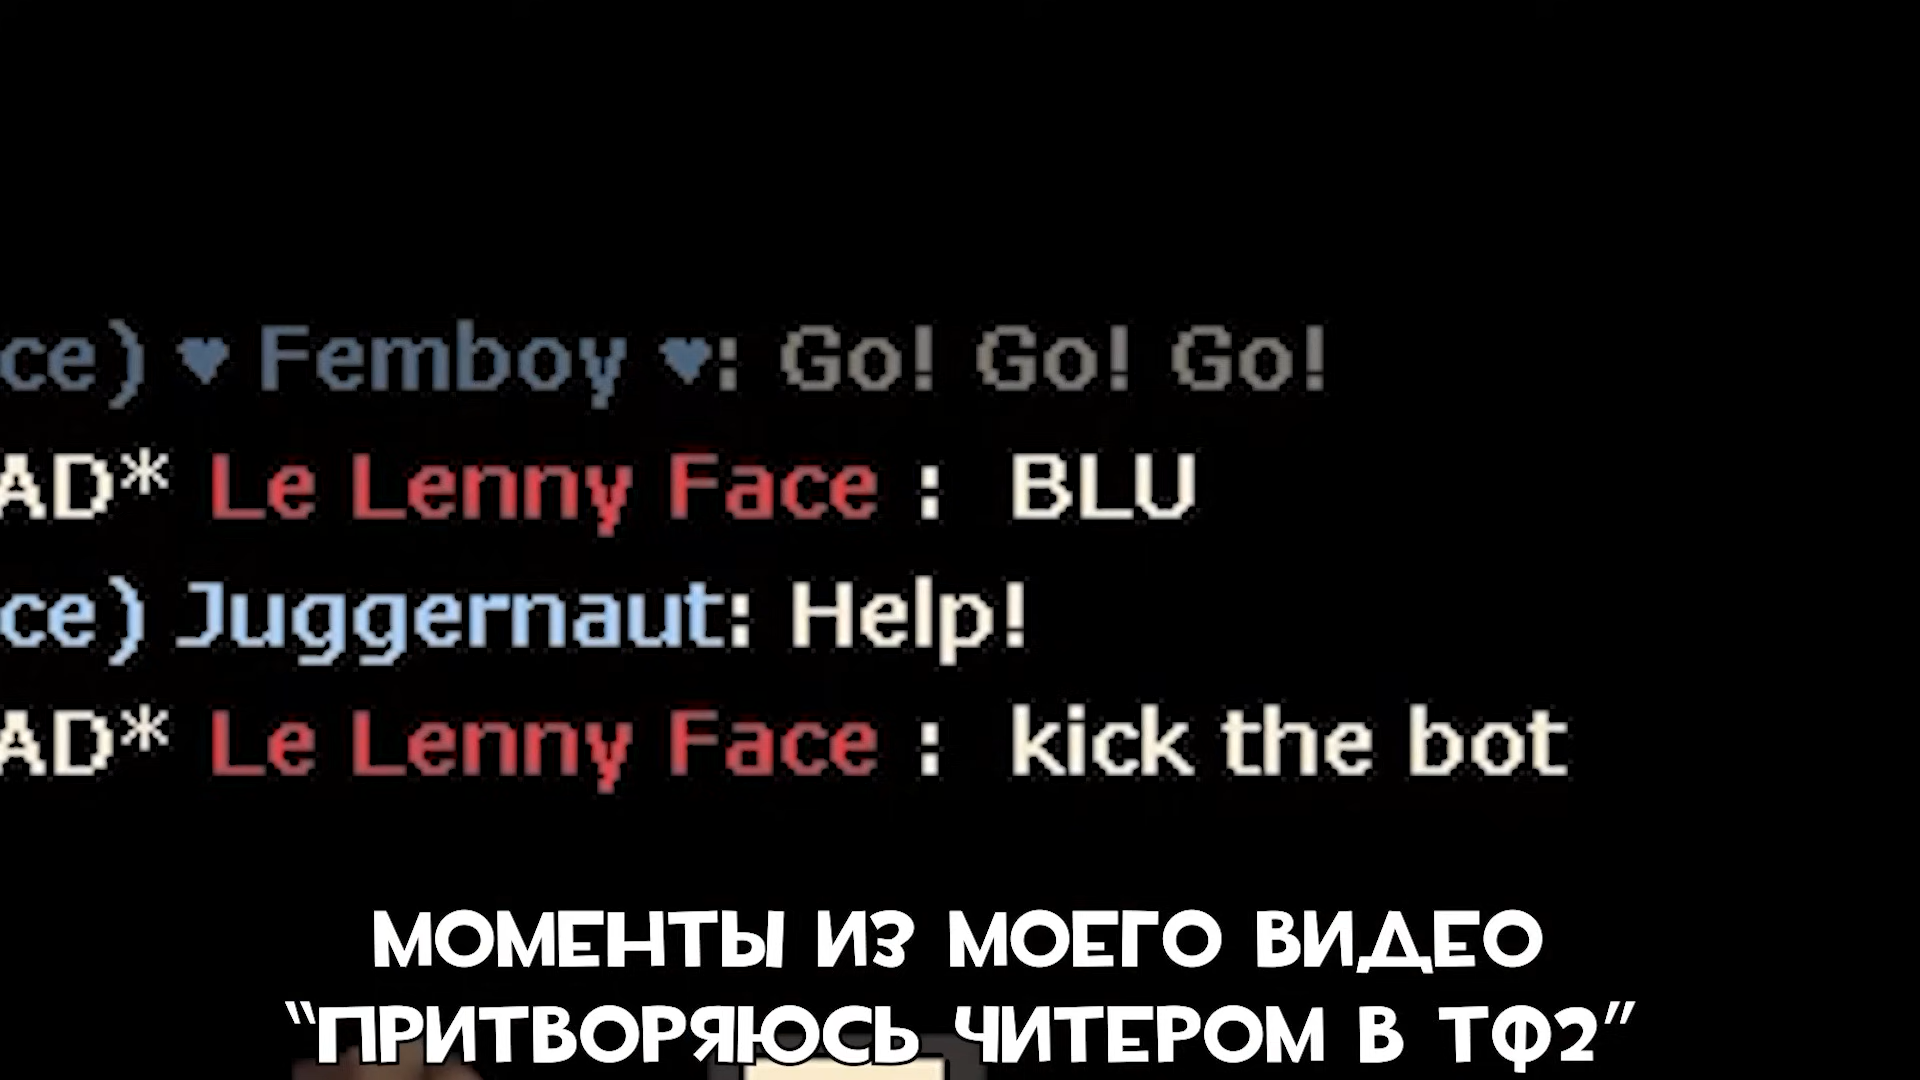 ce) ♥ Femboy ♥: Go! Go! Go!
AD* Le Lenny Face : BLU
ce) Juggernaut: Help!
AD* Le Lenny Face : kick the bot
МОМЕНТЫ ИЗ МОЕГО ВИДЕО
“ПРИТВОРЯЮСЬ ЧИТЕРОМ В ТФ2”